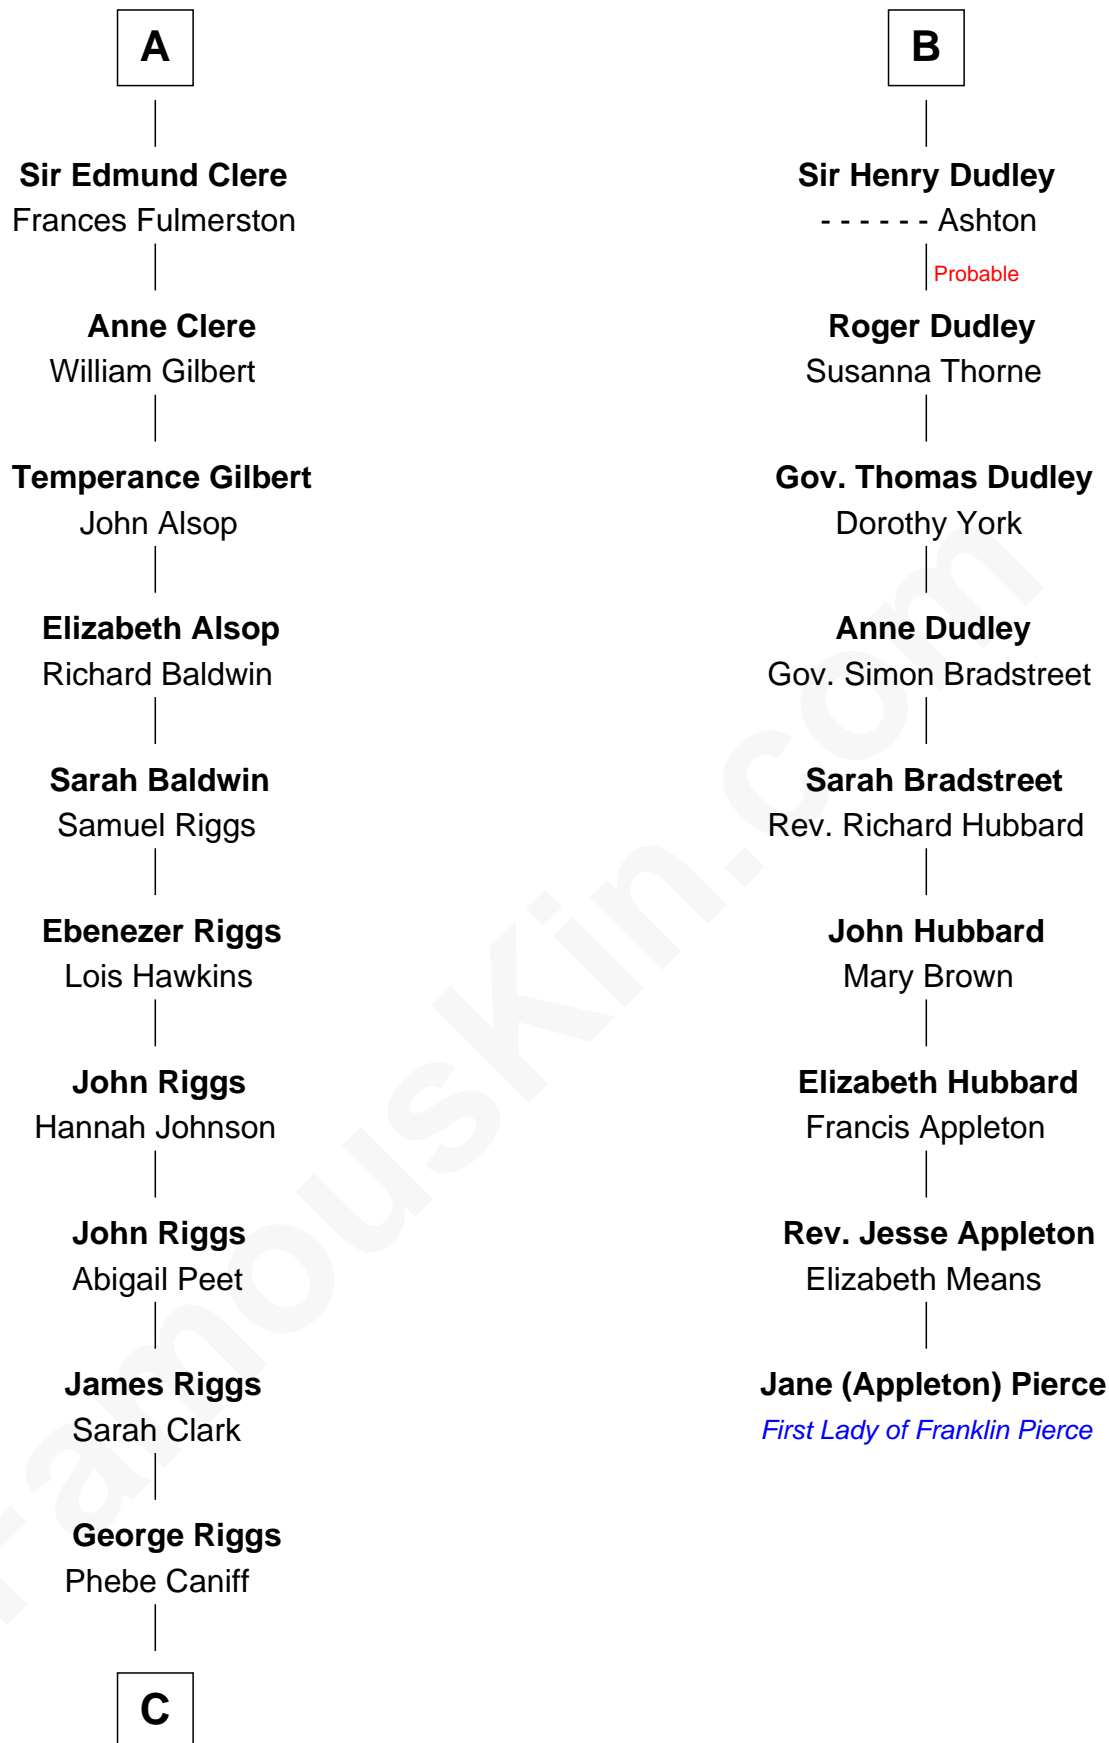 A
Sir Edmund Clere
Frances Fulmerston
Anne Clere
William Gilbert
Temperance Gilbert
John Alsop
Elizabeth Alsop
Richard Baldwin
Sarah Baldwin
Samuel Riggs
Ebenezer Riggs
Lois Hawkins
John Riggs
Hannah Johnson
John Riggs
Abigail Peet
James Riggs
Sarah Clark
George Riggs
Phebe Caniff
C
B
Sir Henry Dudley
- - - - - - Ashton
Probable
Roger Dudley
Susanna Thorne
Gov. Thomas Dudley
Dorothy York
Anne Dudley
Gov. Simon Bradstreet
Sarah Bradstreet
Rev. Richard Hubbard
John Hubbard
Mary Brown
Elizabeth Hubbard
Francis Appleton
Rev. Jesse Appleton
Elizabeth Means
Jane (Appleton) Pierce
First Lady of Franklin Pierce
FamousKin.com